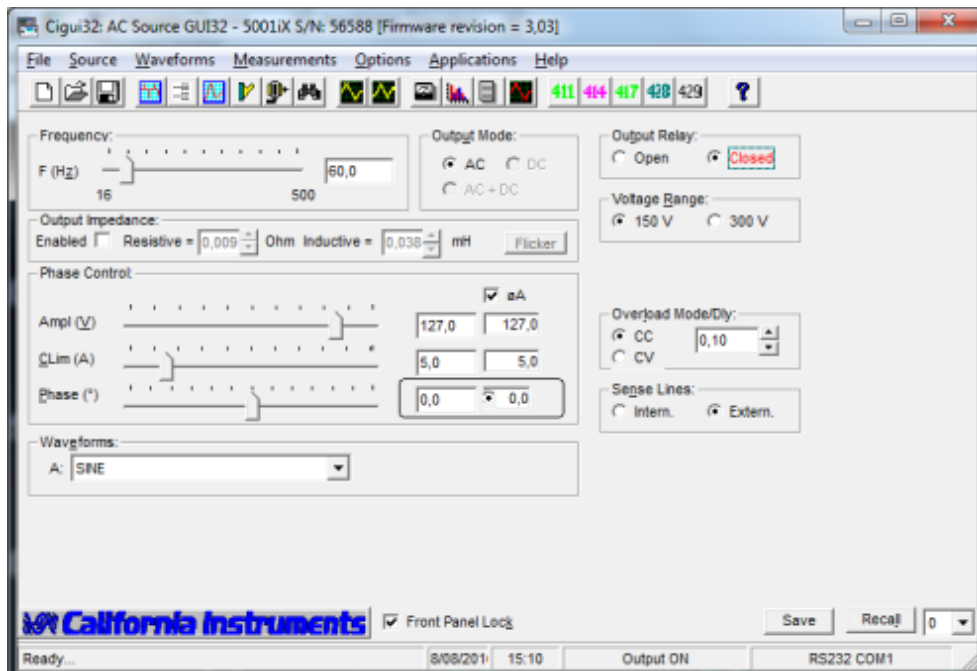 Cigui32: AC Source GUI32 - 5001iX S/N: 56588 [Firmware revision = 3,03]
File Source Waveforms Measurements Options Applications Help
411 414 417 428 429 ?
Frequency:
F (Hz)
60,0
16 500
Output Mode:
AC DC
AC + DC
Output Relay:
Open Closed
Voltage Range:
150 V 300 V
Output Impedance:
Enabled Resistive = 0,009 Ohm Inductive = 0,038 mH Flicker
Phase Control:
øA
Ampl (V) 127,0 127,0
CLim (A) 5,0 5,0
Phase (°) 0,0 0,0
Overload Mode/Dly:
CC 0,10
CV
Sense Lines:
Intern. Extern.
Waveforms:
A: SINE
California Instruments
Front Panel Lock
Save Recall 0
Ready... 8/08/201 15:10 Output ON RS232 COM1